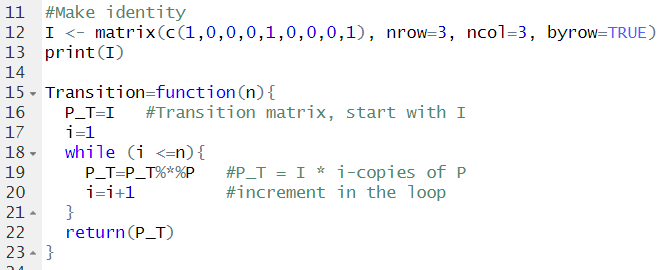 11 #Make identity
12 I <- matrix(c(1,0,0,0,1,0,0,0,1), nrow=3, ncol=3, byrow=TRUE)
13 print(I)
14
15 Transition=function(n){
16 P_T=I #Transition matrix, start with I
17 i=1
18 while (i <=n){
19 P_T=P_T%*%P #P_T = I * i-copies of P
20 i=i+1 #increment in the loop
21 }
22 return(P_T)
23 }